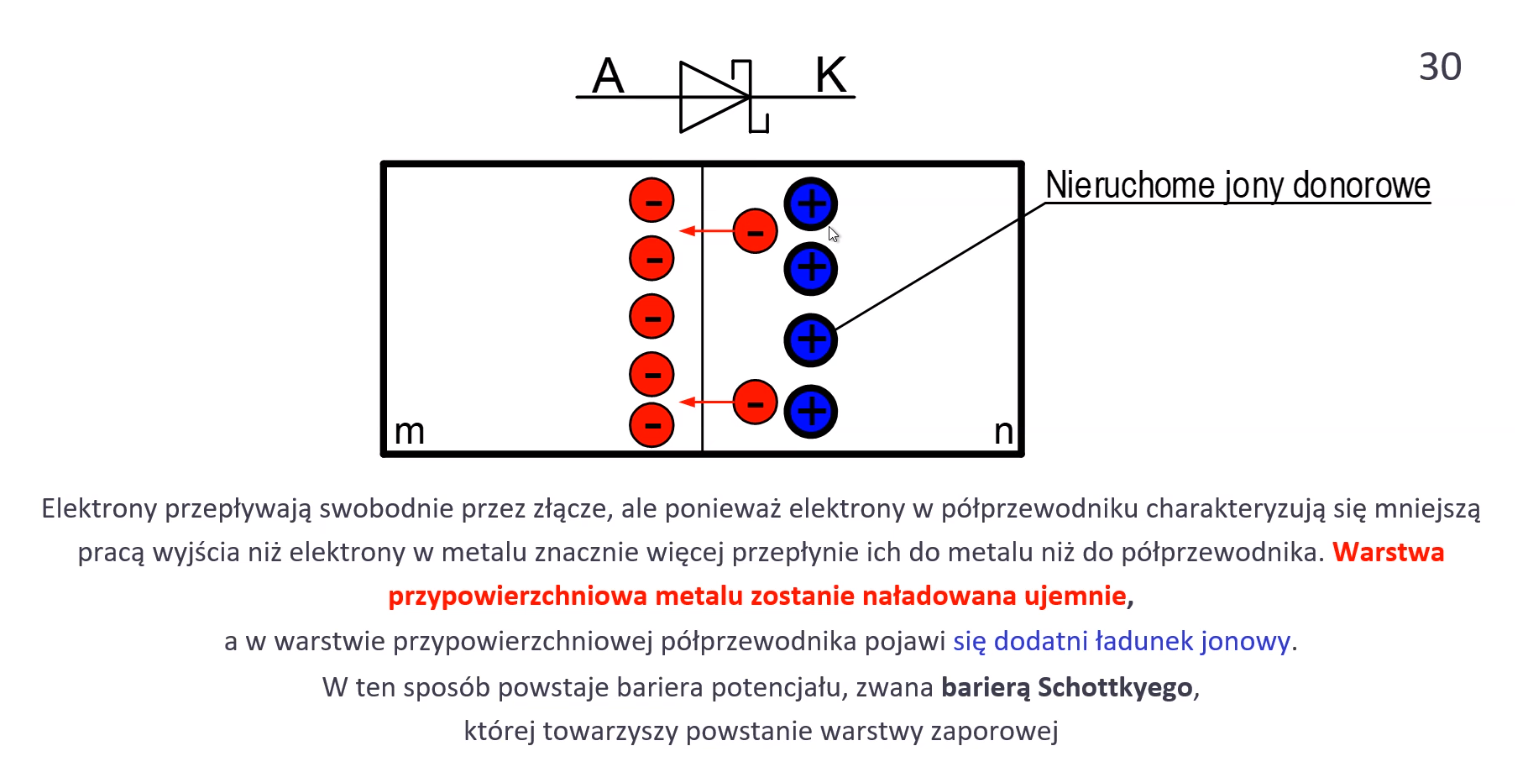 30
A K
Nieruchome jony donorowe
- + - + - - + - - - + -
m n
Elektrony przepływają swobodnie przez złącze, ale ponieważ elektrony w półprzewodniku charakteryzują się mniejszą
pracą wyjścia niż elektrony w metalu znacznie więcej przepłynie ich do metalu niż do półprzewodnika. Warstwa
przypowierzchniowa metalu zostanie naładowana ujemnie,
a w warstwie przypowierzchniowej półprzewodnika pojawi się dodatni ładunek jonowy.
W ten sposób powstaje bariera potencjału, zwana barierą Schottkyego,
której towarzyszy powstanie warstwy zaporowej